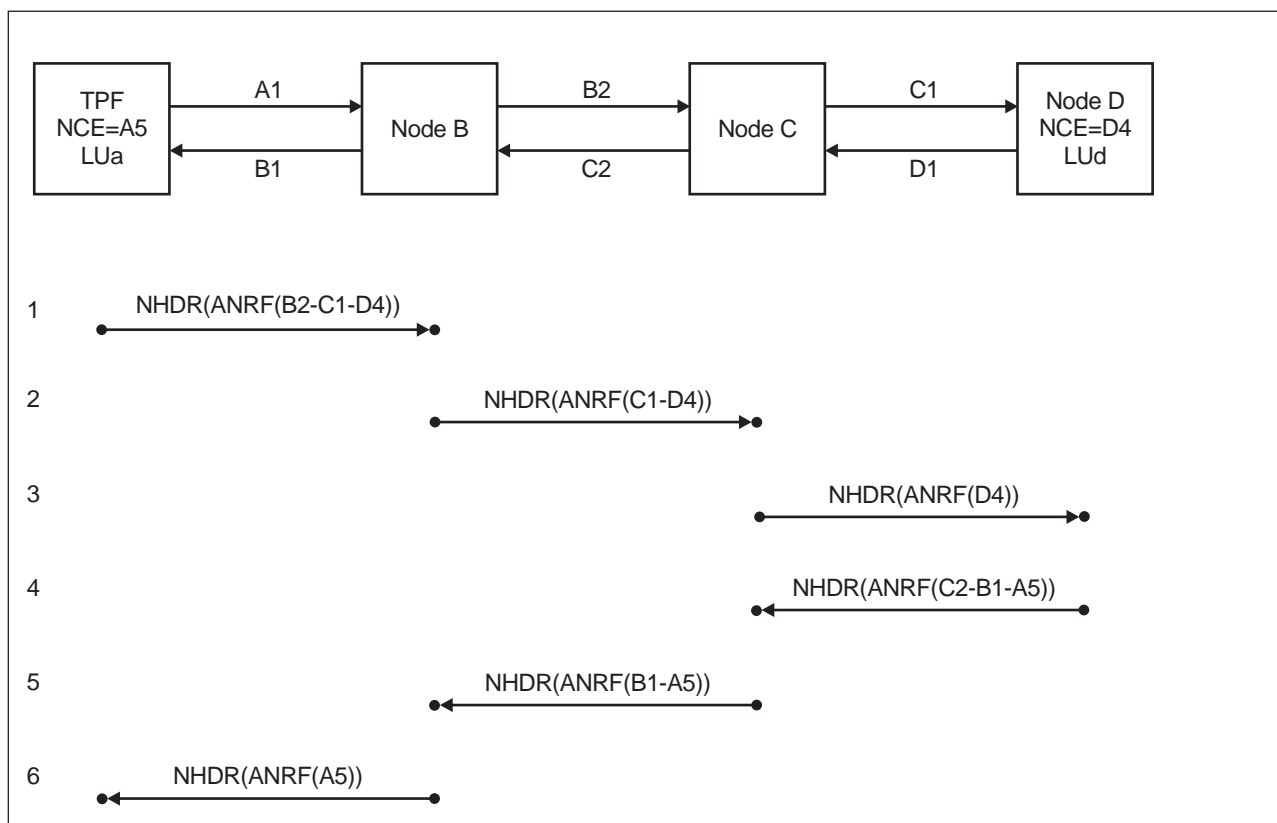 TPF
NCE=A5
LUa
A1
B1
Node B
B2
C2
Node C
C1
D1
Node D
NCE=D4
LUd
1
NHDR(ANRF(B2-C1-D4))
2
NHDR(ANRF(C1-D4))
3
NHDR(ANRF(D4))
4
NHDR(ANRF(C2-B1-A5))
5
NHDR(ANRF(B1-A5))
6
NHDR(ANRF(A5))